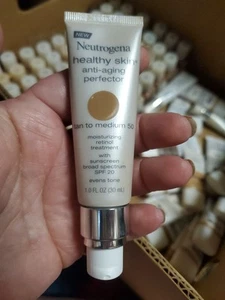 NEW
Neutrogena
healthy skin
anti-aging
perfector
tan to medium 50
moisturizing
retinol
treatment
with
sunscreen
broad spectrum
SPF 20
evens tone
1.0 FL OZ (30 mL)